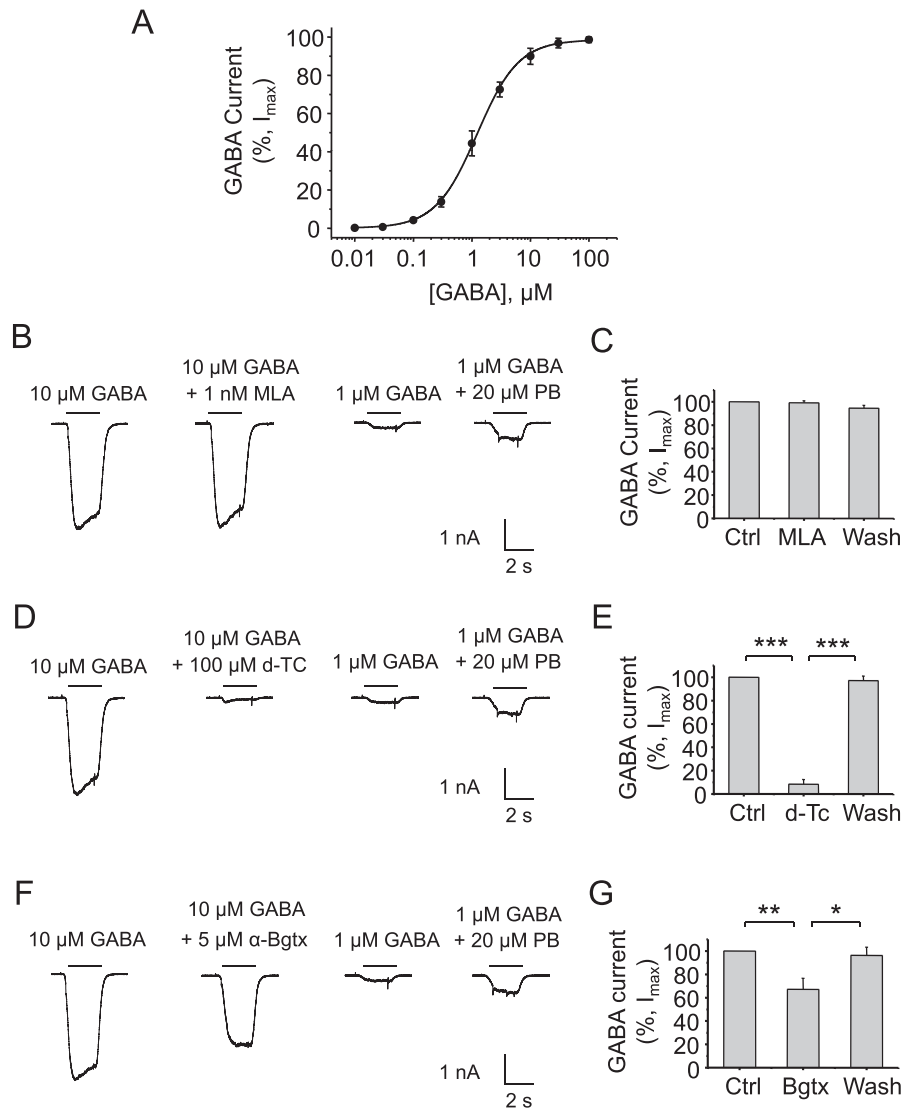 A
GABA Current
(%, Imax)
100
80
60
40
20
0
0.01 0.1 1 10 100
[GABA], µM
B
10 µM GABA
10 µM GABA
+ 1 nM MLA
1 µM GABA
1 µM GABA
+ 20 µM PB
1 nA
2 s
C
GABA Current
(%, Imax)
100
80
60
40
20
0
Ctrl MLA Wash
D
10 µM GABA
10 µM GABA
+ 100 µM d-TC
1 µM GABA
1 µM GABA
+ 20 µM PB
1 nA
2 s
E
*** ***
GABA current
(%, Imax)
100
80
60
40
20
0
Ctrl d-Tc Wash
F
10 µM GABA
10 µM GABA
+ 5 µM α-Bgtx
1 µM GABA
1 µM GABA
+ 20 µM PB
1 nA
2 s
G
** *
GABA current
(%, Imax)
100
80
60
40
20
0
Ctrl Bgtx Wash